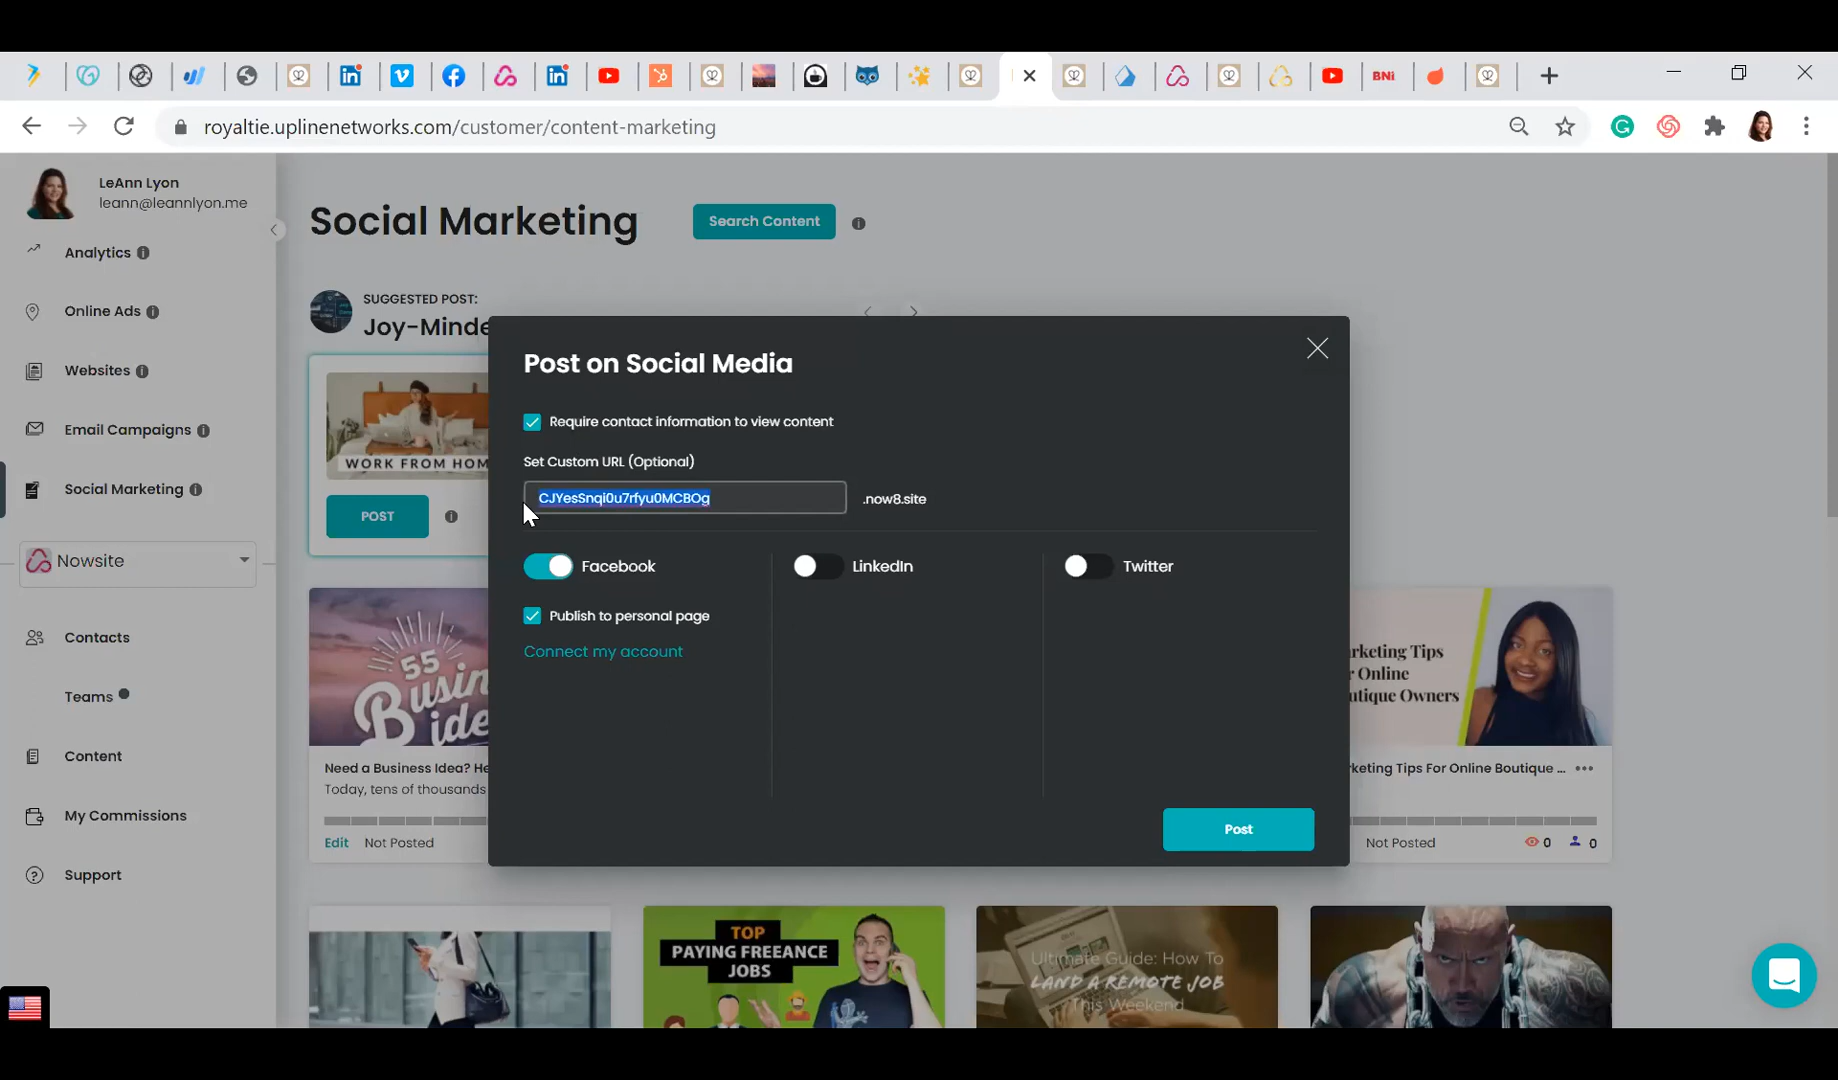 BNi
royaltie.uplinenetworks.com/customer/content-marketing
LeAnn Lyon
leann@leannlyon.me
Analytics
Online Ads
Websites
Email Campaigns
Social Marketing
Nowsite
Contacts
Teams
Content
My Commissions
Support
Social Marketing
Search Content
SUGGESTED POST:
Joy-Minde
WORK FROM HOM
POST
Post on Social Media
Require contact information to view content
Set Custom URL (Optional)
CJYesSnqi0u7rfyu0MCBOg
.now8.site
Facebook
LinkedIn
Twitter
Publish to personal page
Connect my account
Post
55
Busin
ide
Need a Business Idea? He
Today, tens of thousands
Edit
Not Posted
rketing Tips
r Online
utique Owners
keting Tips For Online Boutique ...
Not Posted
0
0
TOP
PAYING FREEANCE
JOBS
Ultimate Guide: How To
LAND A REMOTE JOB
This Weekend